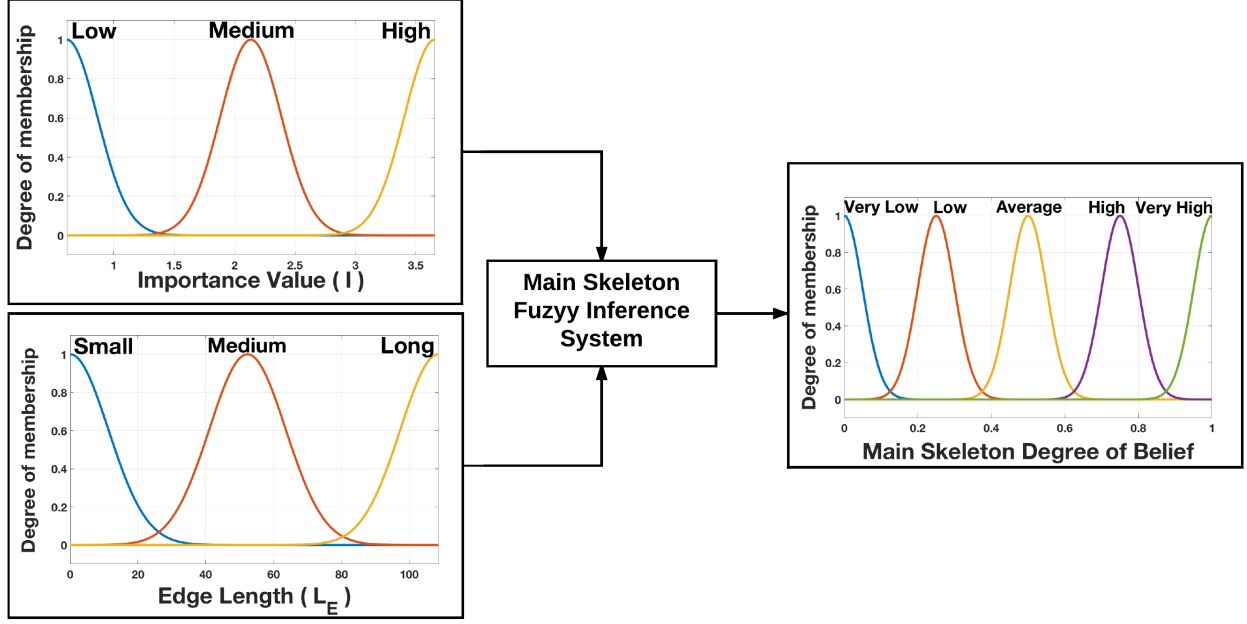 Low Medium High
Degree of membership
1
0.8
0.6
0.4
0.2
0
1 1.5 2 2.5 3 3.5
Importance Value ( I )
Small Medium Long
Degree of membership
1
0.8
0.6
0.4
0.2
0
0 20 40 60 80 100
Edge Length ( L_E )
Main Skeleton
Fuzyy Inference
System
Very Low Low Average High Very High
Degree of membership
1
0.8
0.6
0.4
0.2
0
0 0.2 0.4 0.6 0.8 1
Main Skeleton Degree of Belief